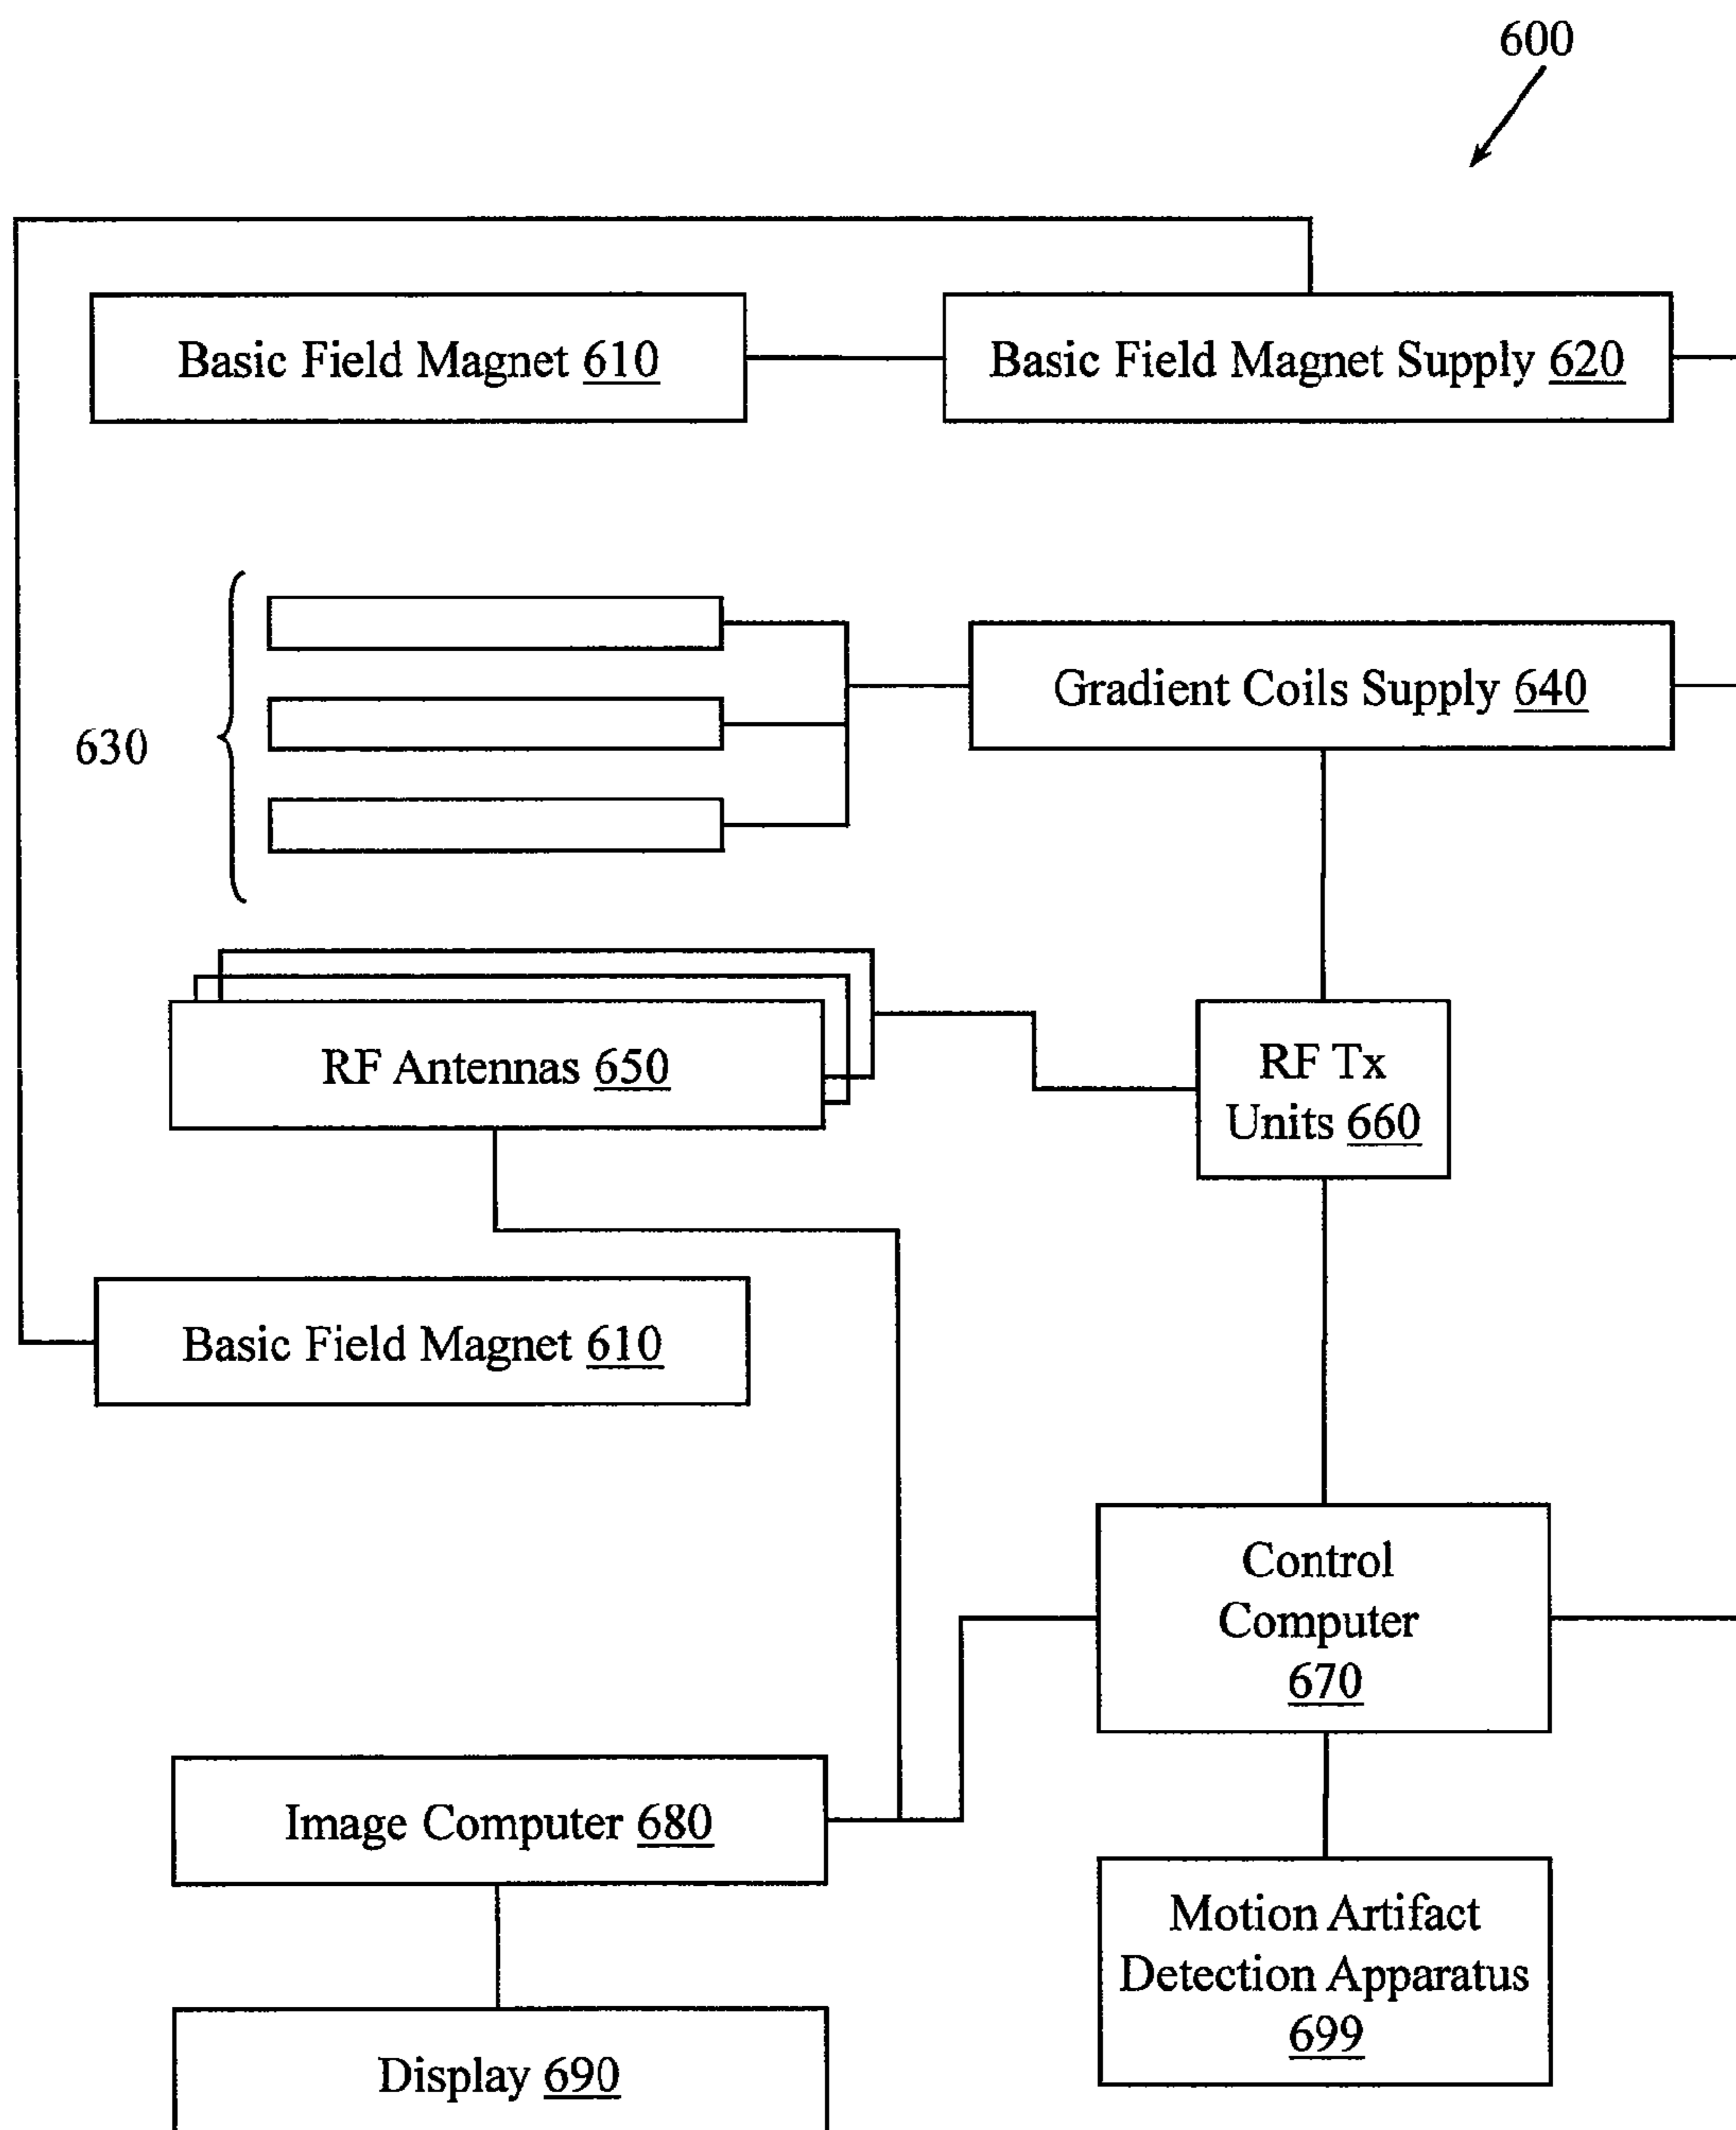 600
Basic Field Magnet 610
Basic Field Magnet Supply 620
630
Gradient Coils Supply 640
RF Antennas 650
RF Tx
Units 660
Basic Field Magnet 610
Control
Computer
670
Image Computer 680
Motion Artifact
Detection Apparatus
699
Display 690